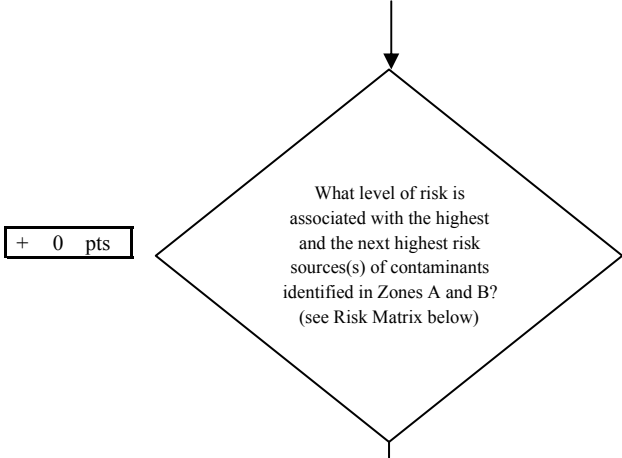 What level of risk is
associated with the highest
and the next highest risk
sources(s) of contaminants
identified in Zones A and B?
(see Risk Matrix below)
+ 0 pts